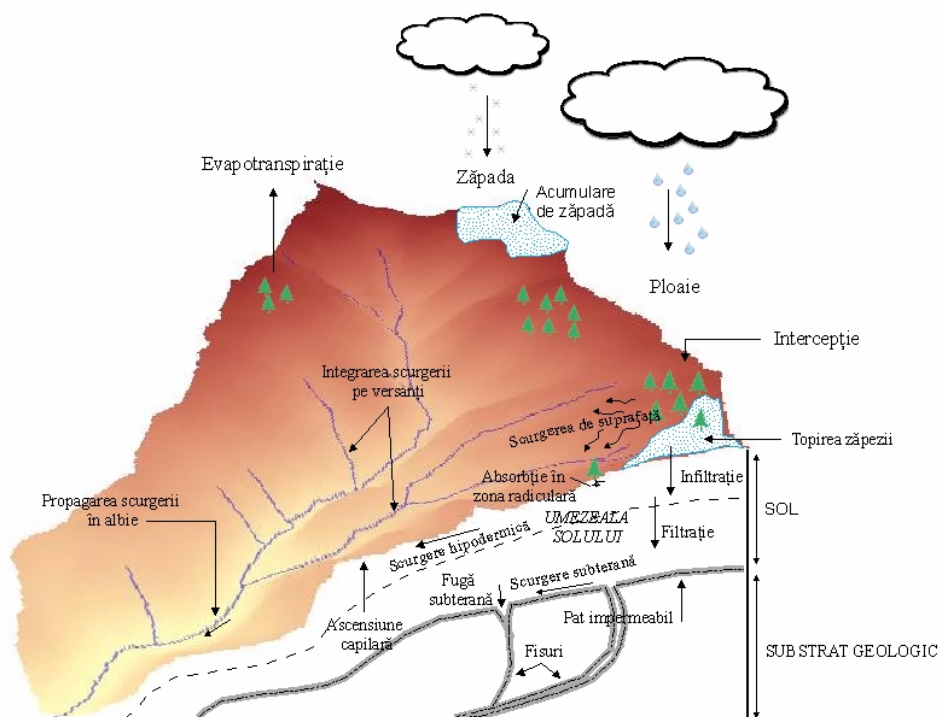 Evapotranspirație
Zăpada
Acumulare
de zăpadă
Ploaie
Intercepție
Integrarea scurgerii
pe versanți
Scurgerea de suprafață
Topirea zăpezii
Absorbție în
zona radiculară
Infiltrație
Propagarea scurgerii
în albie
SOL
UMEZEALA
SOLULUI
Filtrație
Scurgere hipodermică
Fugă
subterană
Scurgere subterană
Ascensiune
capilară
Pat impermeabil
Fisuri
SUBSTRAT GEOLOGIC